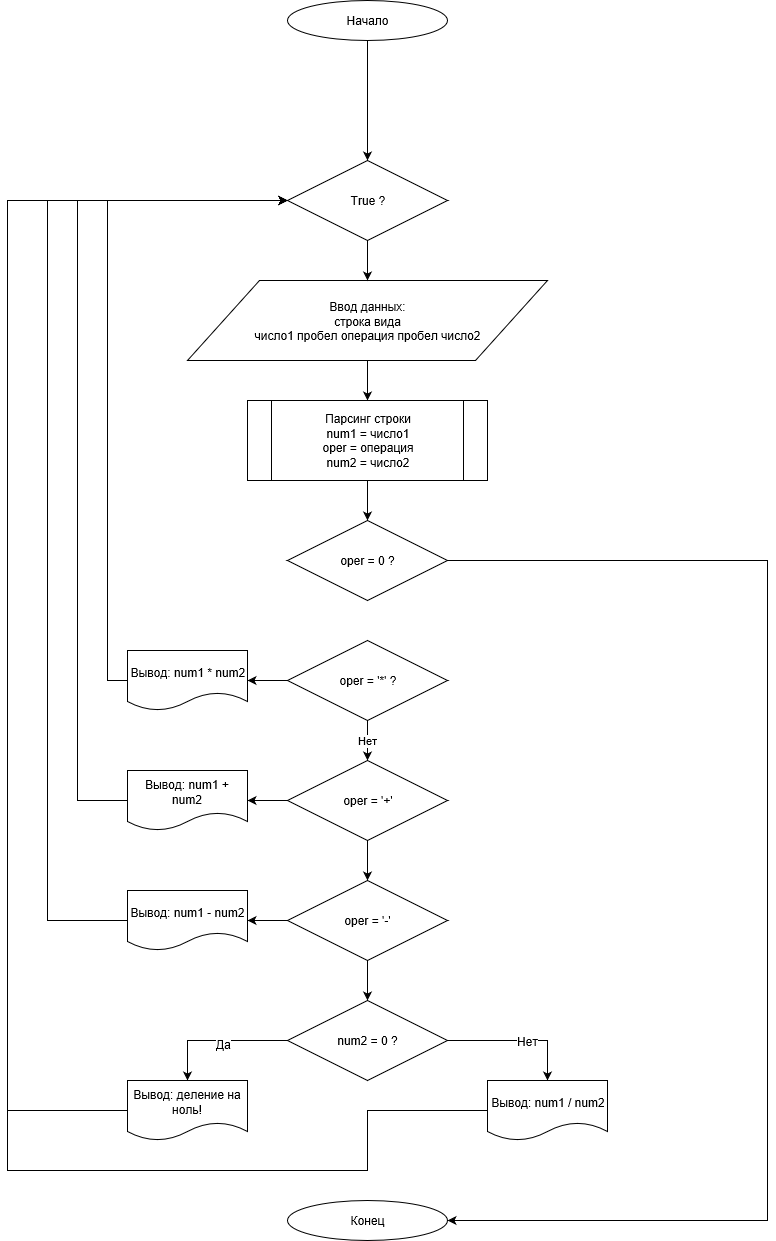 Начало
True ?
Ввод данных:
строка вида
число1 пробел операция пробел число2
Парсинг строки
num1 = число1
oper = операция
num2 = число2
oper = 0 ?
Вывод: num1 * num2
oper = '*' ?
Нет
Вывод: num1 +
num2
oper = '+'
Вывод: num1 - num2
oper = '-'
num2 = 0 ?
Да
Нет
Вывод: деление на
ноль!
Вывод: num1 / num2
Конец